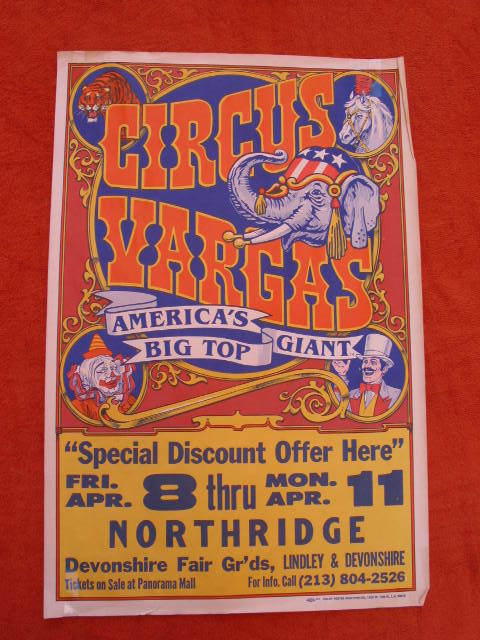 CIRCUS
VARGAS
AMERICA'S
BIG TOP GIANT
"Special Discount Offer Here"
FRI. APR. 8 thru MON. APR. 11
NORTHRIDGE
Devonshire Fair Gr'ds, LINDLEY & DEVONSHIRE
Tickets on Sale at Panorama Mall For Info. Call (213) 804-2526